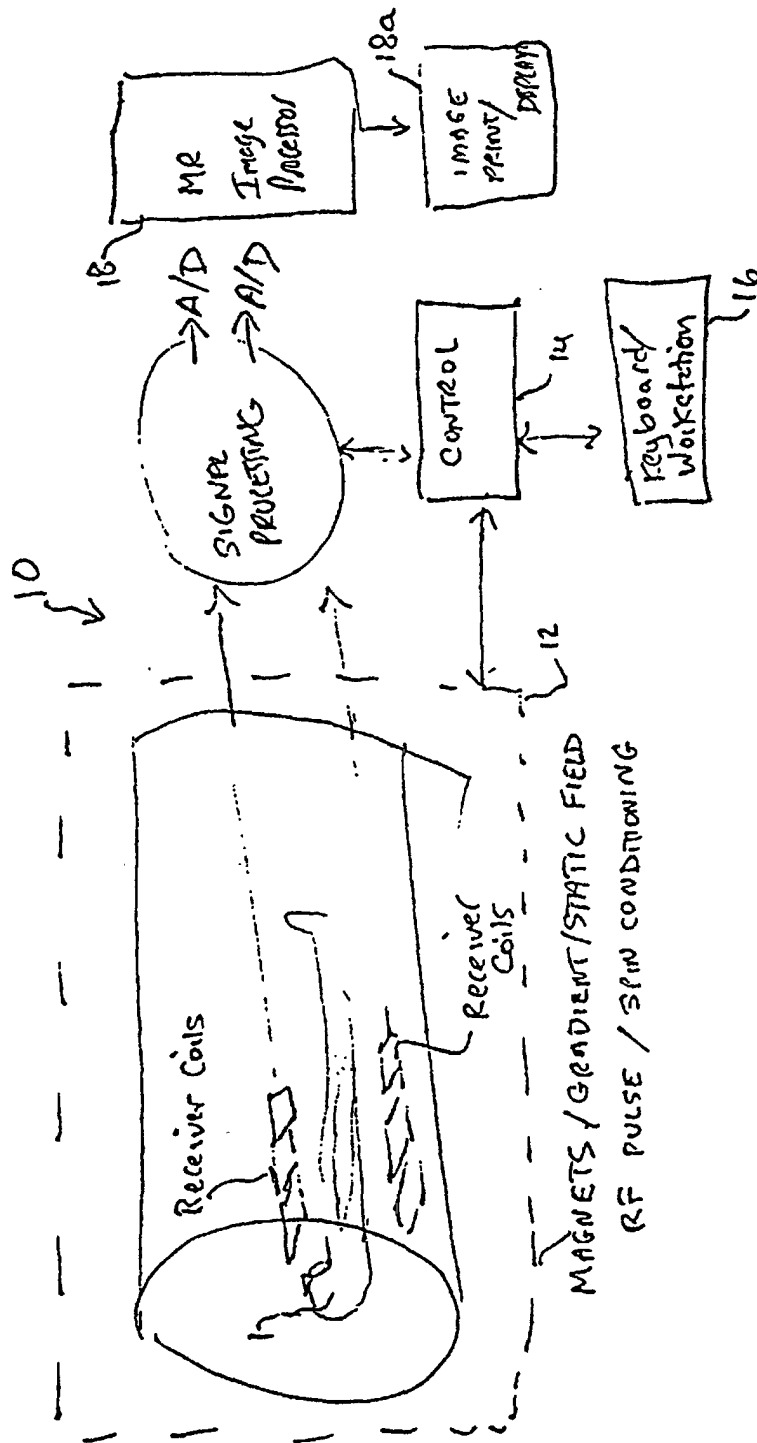 10
Receiver Coils
1
Receiver
Coils
12
MAGNETS / GRADIENT / STATIC FIELD
RF PULSE / SPIN CONDITIONING
SIGNAL
PROCESSING
A/D
A/D
18
MR
Image
Processor
18a
IMAGE
PRINT/
DISPLAY
CONTROL
14
Keyboard/
Workstation
16